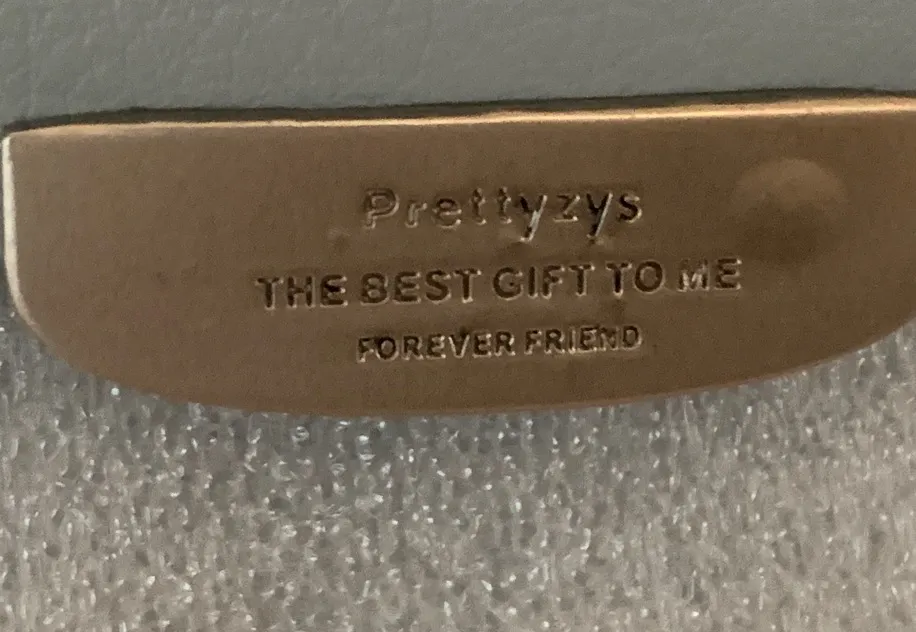 Prettyzys
THE BEST GIFT TO ME
FOREVER FRIEND